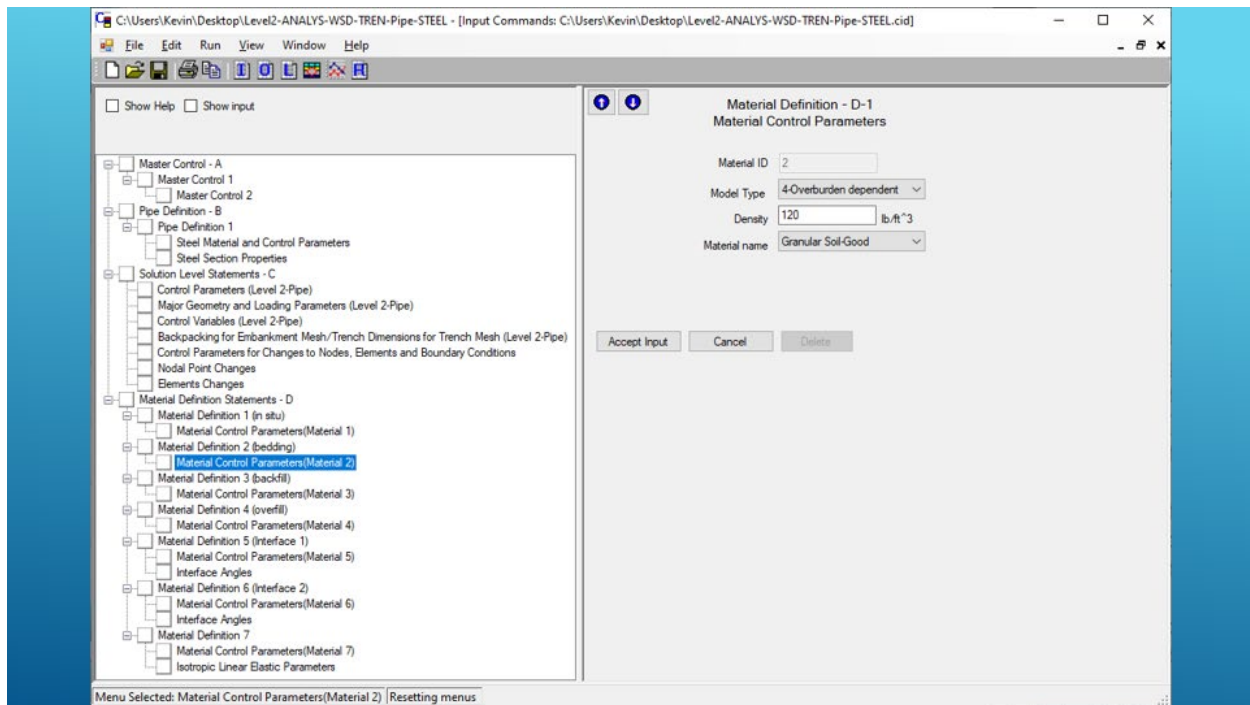 C:\Users\Kevin\Desktop\Level2-ANALYS-WSD-TREN-Pipe-STEEL - [Input Commands: C:\Users\Kevin\Desktop\Level2-ANALYS-WSD-TREN-Pipe-STEEL.cid]
File Edit Run View Window Help
Show Help Show input
Master Control - A
Master Control 1
Master Control 2
Pipe Definition - B
Pipe Definition 1
Steel Material and Control Parameters
Steel Section Properties
Solution Level Statements - C
Control Parameters (Level 2-Pipe)
Major Geometry and Loading Parameters (Level 2-Pipe)
Control Variables (Level 2-Pipe)
Backpacking for Embankment Mesh/Trench Dimensions for Trench Mesh (Level 2-Pipe)
Control Parameters for Changes to Nodes, Elements and Boundary Conditions
Nodal Point Changes
Elements Changes
Material Definition Statements - D
Material Definition 1 (in situ)
Material Control Parameters(Material 1)
Material Definition 2 (bedding)
Material Control Parameters(Material 2)
Material Definition 3 (backfill)
Material Control Parameters(Material 3)
Material Definition 4 (overfill)
Material Control Parameters(Material 4)
Material Definition 5 (Interface 1)
Material Control Parameters(Material 5)
Interface Angles
Material Definition 6 (Interface 2)
Material Control Parameters(Material 6)
Interface Angles
Material Definition 7
Material Control Parameters(Material 7)
Isotropic Linear Elastic Parameters
Material Definition - D-1
Material Control Parameters
Material ID 2
Model Type 4-Overburden dependent
Density 120 lb/ft^3
Material name Granular Soil-Good
Accept Input Cancel Delete
Menu Selected: Material Control Parameters(Material 2) Resetting menus